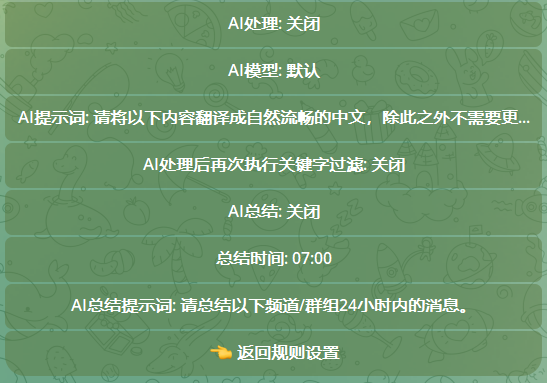 AI处理: 关闭
AI模型: 默认
AI提示词: 请将以下内容翻译成自然流畅的中文，除此之外不需要更...
AI处理后再次执行关键字过滤: 关闭
AI总结: 关闭
总结时间: 07:00
AI总结提示词: 请总结以下频道/群组24小时内的消息。
👈 返回规则设置